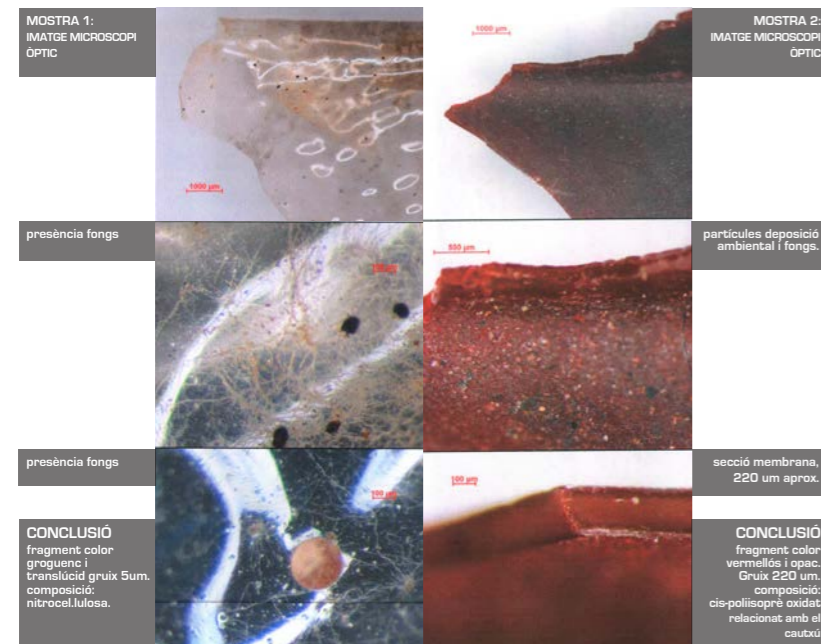 MOSTRA 1:
IMATGE MICROSCOPI
ÒPTIC
1000 µm
1000 µm
MOSTRA 2:
IMATGE MICROSCOPI
ÒPTIC
presència fongs
500 µm
partícules deposició
ambiental i fongs.
presència fongs
100 µm
100 µm
secció membrana,
220 um aprox.
CONCLUSIÓ
fragment color
groguenc i
translúcid gruix 5um.
composició:
nitrocel.lulosa.
CONCLUSIÓ
fragment color
vermellós i opac.
Gruix 220 um.
composició:
cis-poliisoprè oxidat
relacionat amb el
cautxú